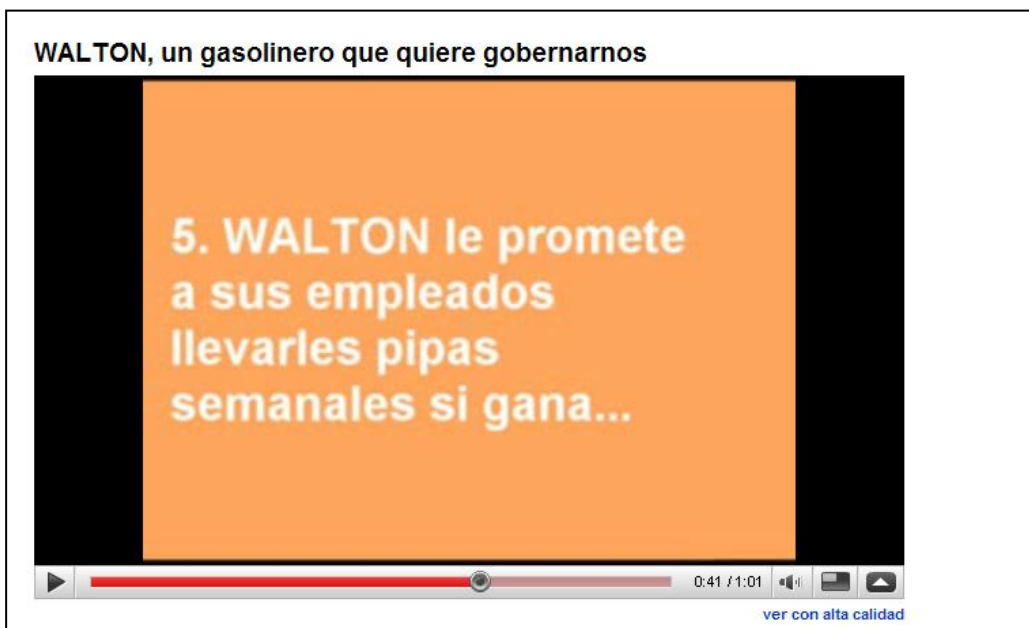 WALTON, un gasolinero que quiere gobernarnos
5. WALTON le promete
a sus empleados
llevarles pipas
semanales si gana...
0:41 / 1:01
ver con alta calidad